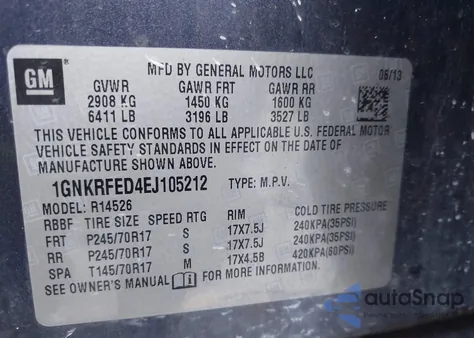 GM
MFD BY GENERAL MOTORS LLC 08/13
GVWR GAWR FRT GAWR RR
2908 KG 1450 KG 1600 KG
6411 LB 3196 LB 3527 LB
THIS VEHICLE CONFORMS TO ALL APPLICABLE U.S. FEDERAL MOTOR
VEHICLE SAFETY STANDARDS IN EFFECT ON THE DATE OF
MANUFACTURE SHOWN ABOVE.
1GNKRFED4EJ105212 TYPE: M.P.V.
MODEL: R14526
RBBF TIRE SIZE SPEED RTG RIM COLD TIRE PRESSURE
FRT P245/70R17 S 17X7.5J 240KPA(35PSI)
RR P245/70R17 S 17X7.5J 240KPA(35PSI)
SPA T145/70R17 M 17X4.5B 420KPA(60PSI)
SEE OWNER'S MANUAL FOR MORE INFORMATION
autoSnap